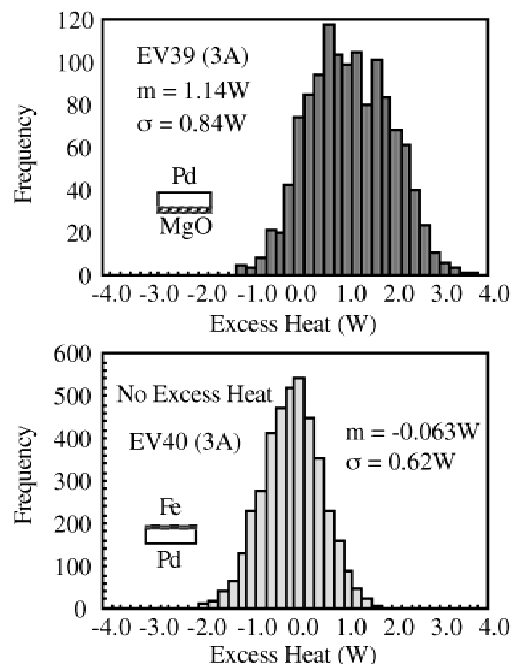 120
100
80
60
40
20
0
Frequency
EV39 (3A)
m = 1.14W
σ = 0.84W
Pd
MgO
-4.0 -3.0 -2.0 -1.0 0.0 1.0 2.0 3.0 4.0
Excess Heat (W)
600
500
400
300
200
100
0
Frequency
No Excess Heat
EV40 (3A)
m = -0.063W
σ = 0.62W
Fe
Pd
-4.0 -3.0 -2.0 -1.0 0.0 1.0 2.0 3.0 4.0
Excess Heat (W)